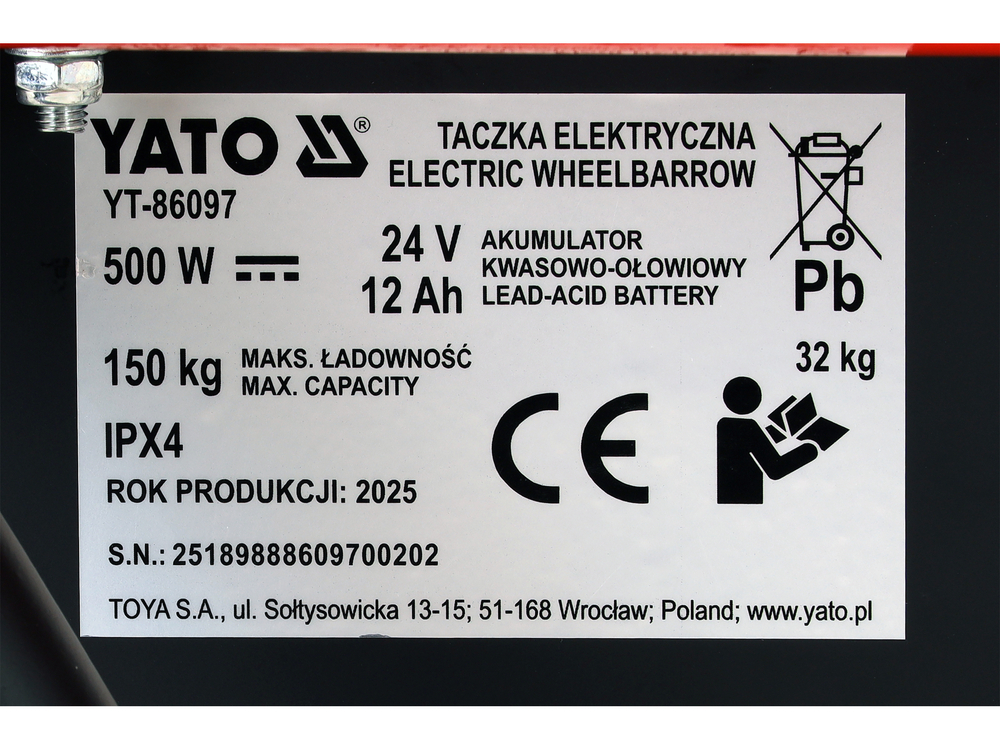 YATO ®
TACZKA ELEKTRYCZNA
ELECTRIC WHEELBARROW
YT-86097
500 W
24 V
12 Ah
AKUMULATOR
KWASOWO-OŁOWIOWY
LEAD-ACID BATTERY
Pb
150 kg
MAKS. ŁADOWNOŚĆ
MAX. CAPACITY
32 kg
IPX4
CE
ROK PRODUKCJI: 2025
S.N.: 25189888609700202
TOYA S.A., ul. Sołtysowicka 13-15; 51-168 Wrocław; Poland; www.yato.pl